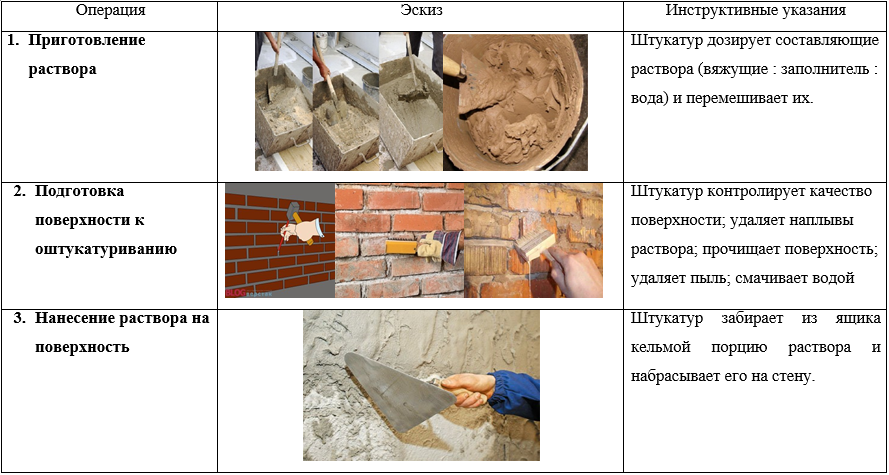 Операция Эскиз Инструктивные указания
1. Приготовление
раствора
Штукатур дозирует составляющие
раствора (вяжущие : заполнитель :
вода) и перемешивает их.
2. Подготовка
поверхности к
оштукатуриванию
Штукатур контролирует качество
поверхности; удаляет наплывы
раствора; прочищает поверхность;
удаляет пыль; смачивает водой
3. Нанесение раствора на
поверхность
Штукатур забирает из ящика
кельмой порцию раствора и
набрасывает его на стену.